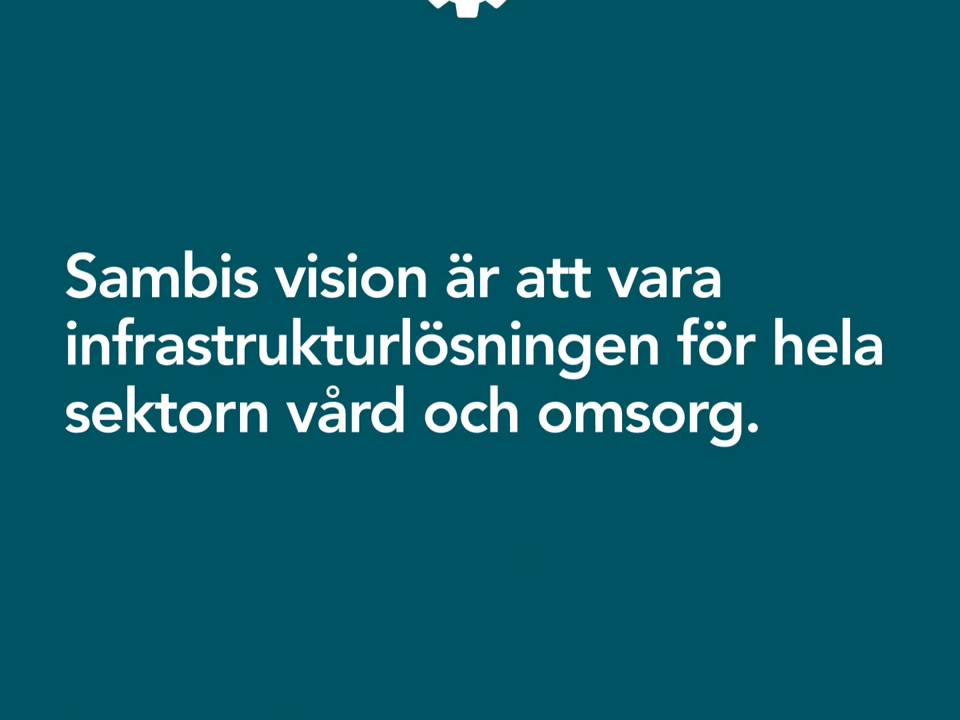 Sambis vision är att vara
infrastrukturlösningen för hela
sektorn vård och omsorg.